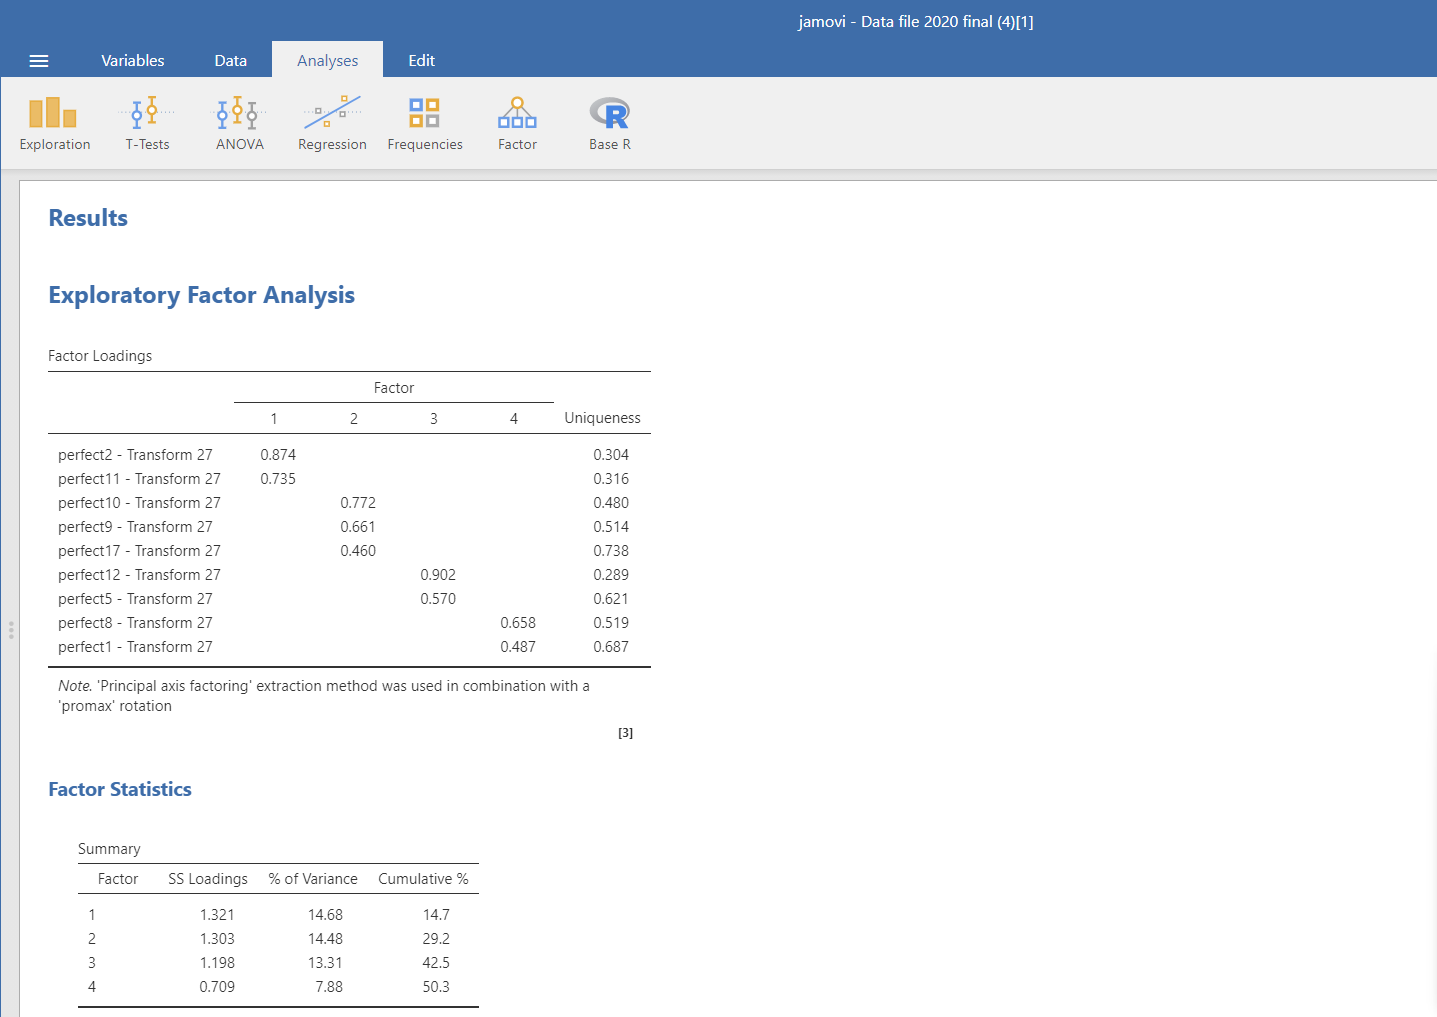 jamovi - Data file 2020 final (4)[1]
Variables Data Analyses Edit
Exploration T-Tests ANOVA Regression Frequencies Factor Base R
Results
Exploratory Factor Analysis
Factor Loadings
Factor
1 2 3 4 Uniqueness
perfect2 - Transform 27 0.874 0.304
perfect11 - Transform 27 0.735 0.316
perfect10 - Transform 27 0.772 0.480
perfect9 - Transform 27 0.661 0.514
perfect17 - Transform 27 0.460 0.738
perfect12 - Transform 27 0.902 0.289
perfect5 - Transform 27 0.570 0.621
perfect8 - Transform 27 0.658 0.519
perfect1 - Transform 27 0.487 0.687
Note. 'Principal axis factoring' extraction method was used in combination with a
'promax' rotation
[3]
Factor Statistics
Summary
Factor SS Loadings % of Variance Cumulative %
1 1.321 14.68 14.7
2 1.303 14.48 29.2
3 1.198 13.31 42.5
4 0.709 7.88 50.3